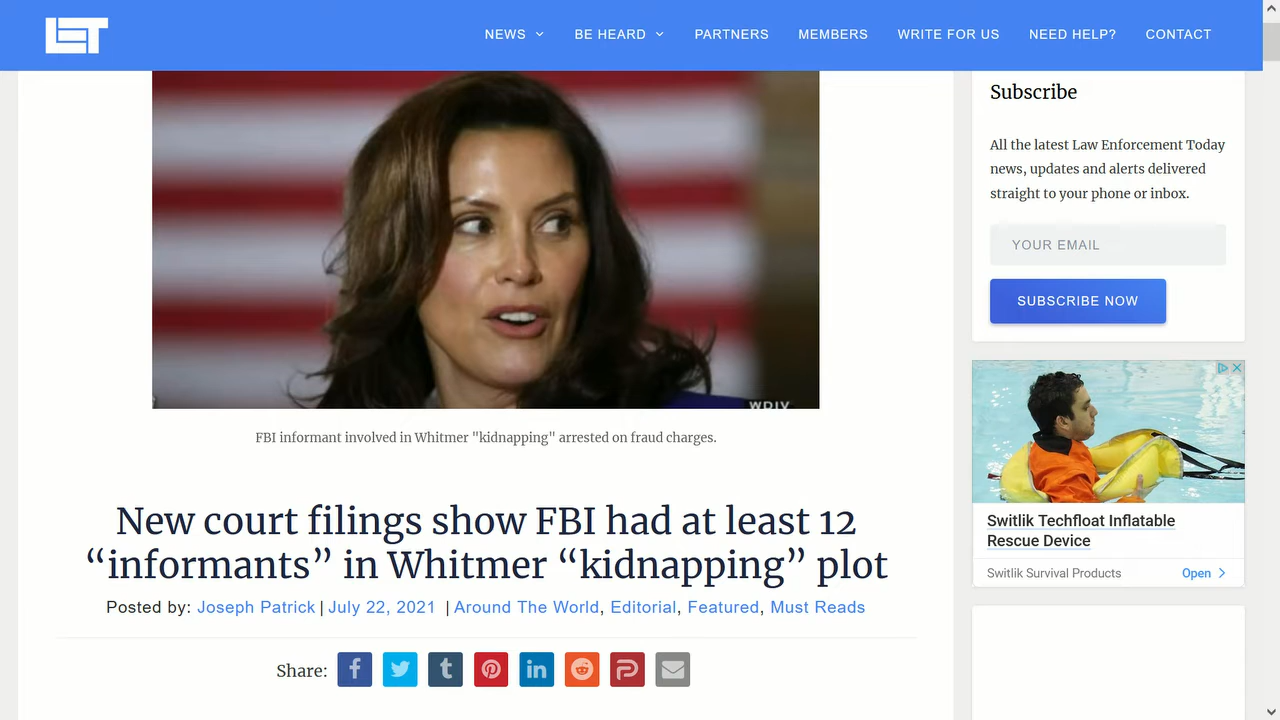 LET
NEWS BE HEARD PARTNERS MEMBERS WRITE FOR US NEED HELP? CONTACT
WDIV
FBI informant involved in Whitmer "kidnapping" arrested on fraud charges.
New court filings show FBI had at least 12
“informants” in Whitmer “kidnapping” plot
Posted by: Joseph Patrick | July 22, 2021 | Around The World, Editorial, Featured, Must Reads
Share:
Subscribe
All the latest Law Enforcement Today
news, updates and alerts delivered
straight to your phone or inbox.
YOUR EMAIL
SUBSCRIBE NOW
Switlik Techfloat Inflatable
Rescue Device
Switlik Survival Products Open